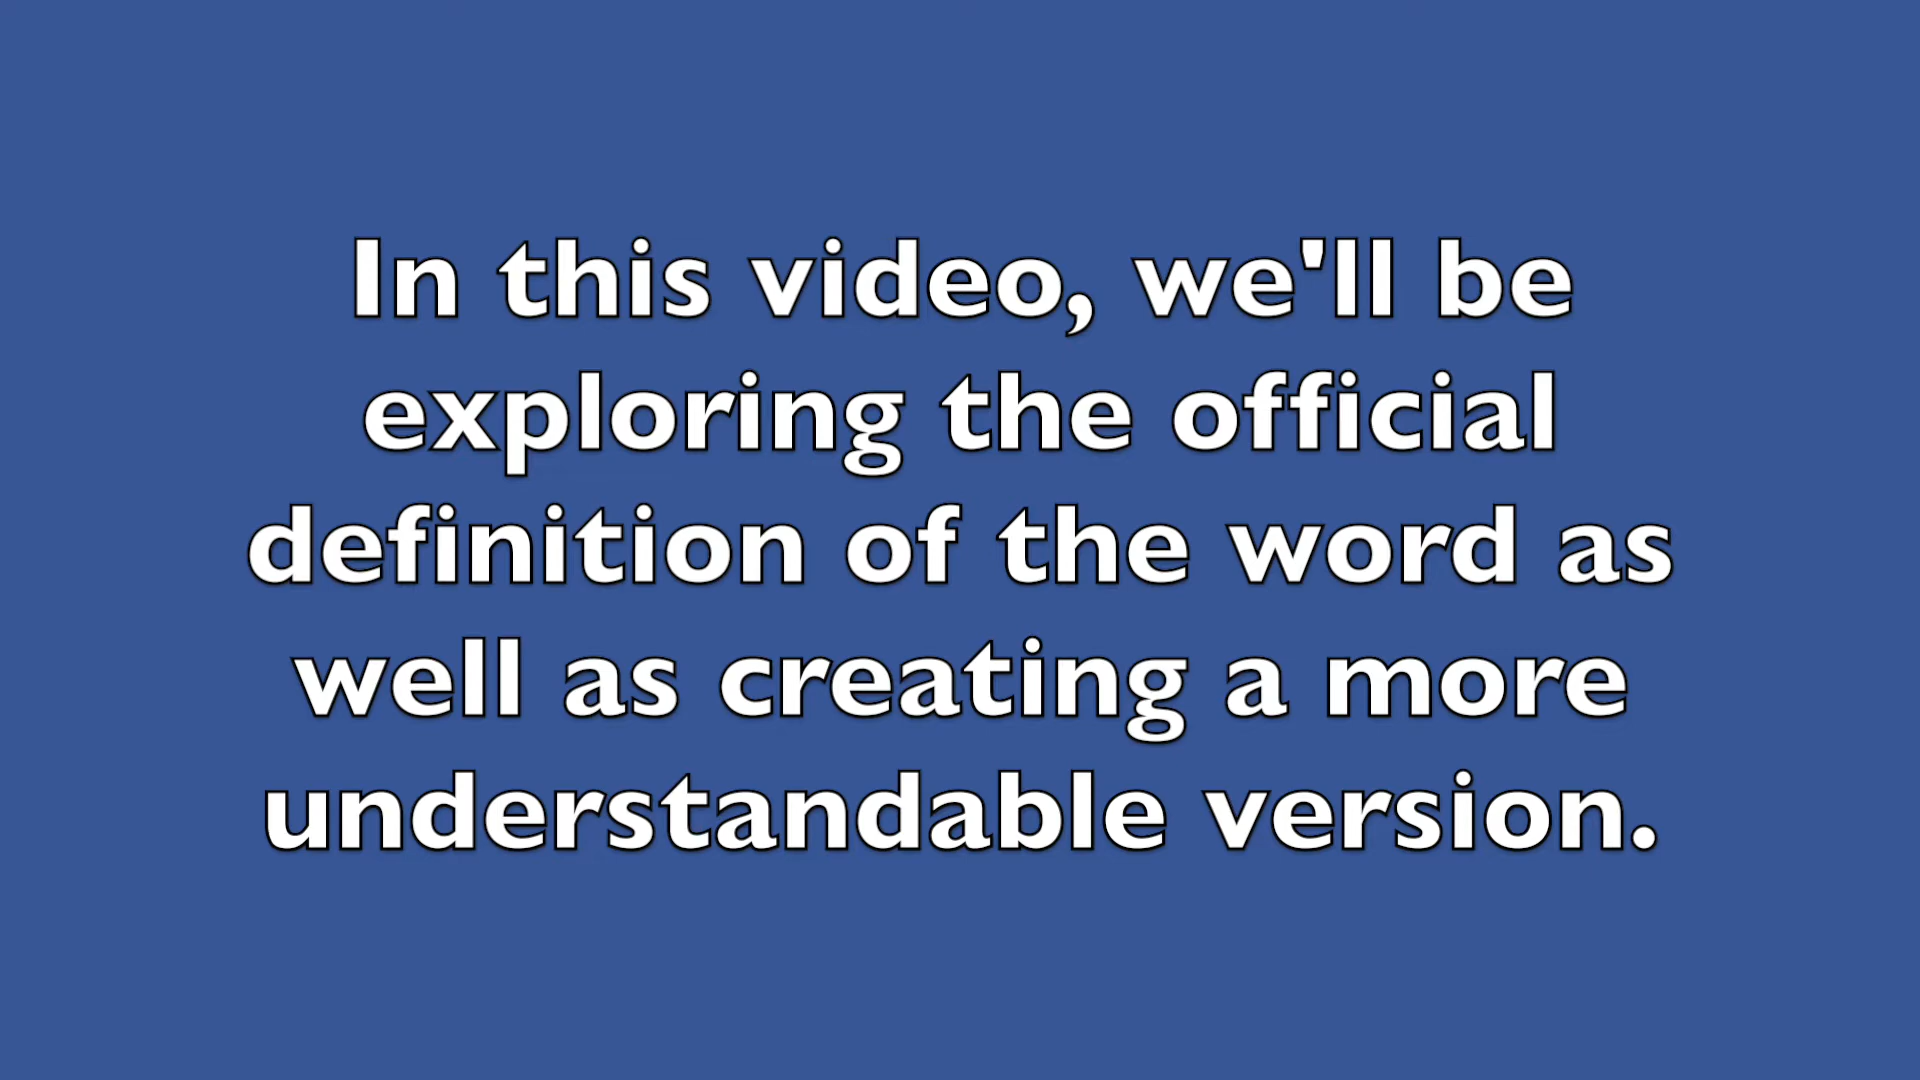 In this video, we'll be
exploring the official
definition of the word as
well as creating a more
understandable version.